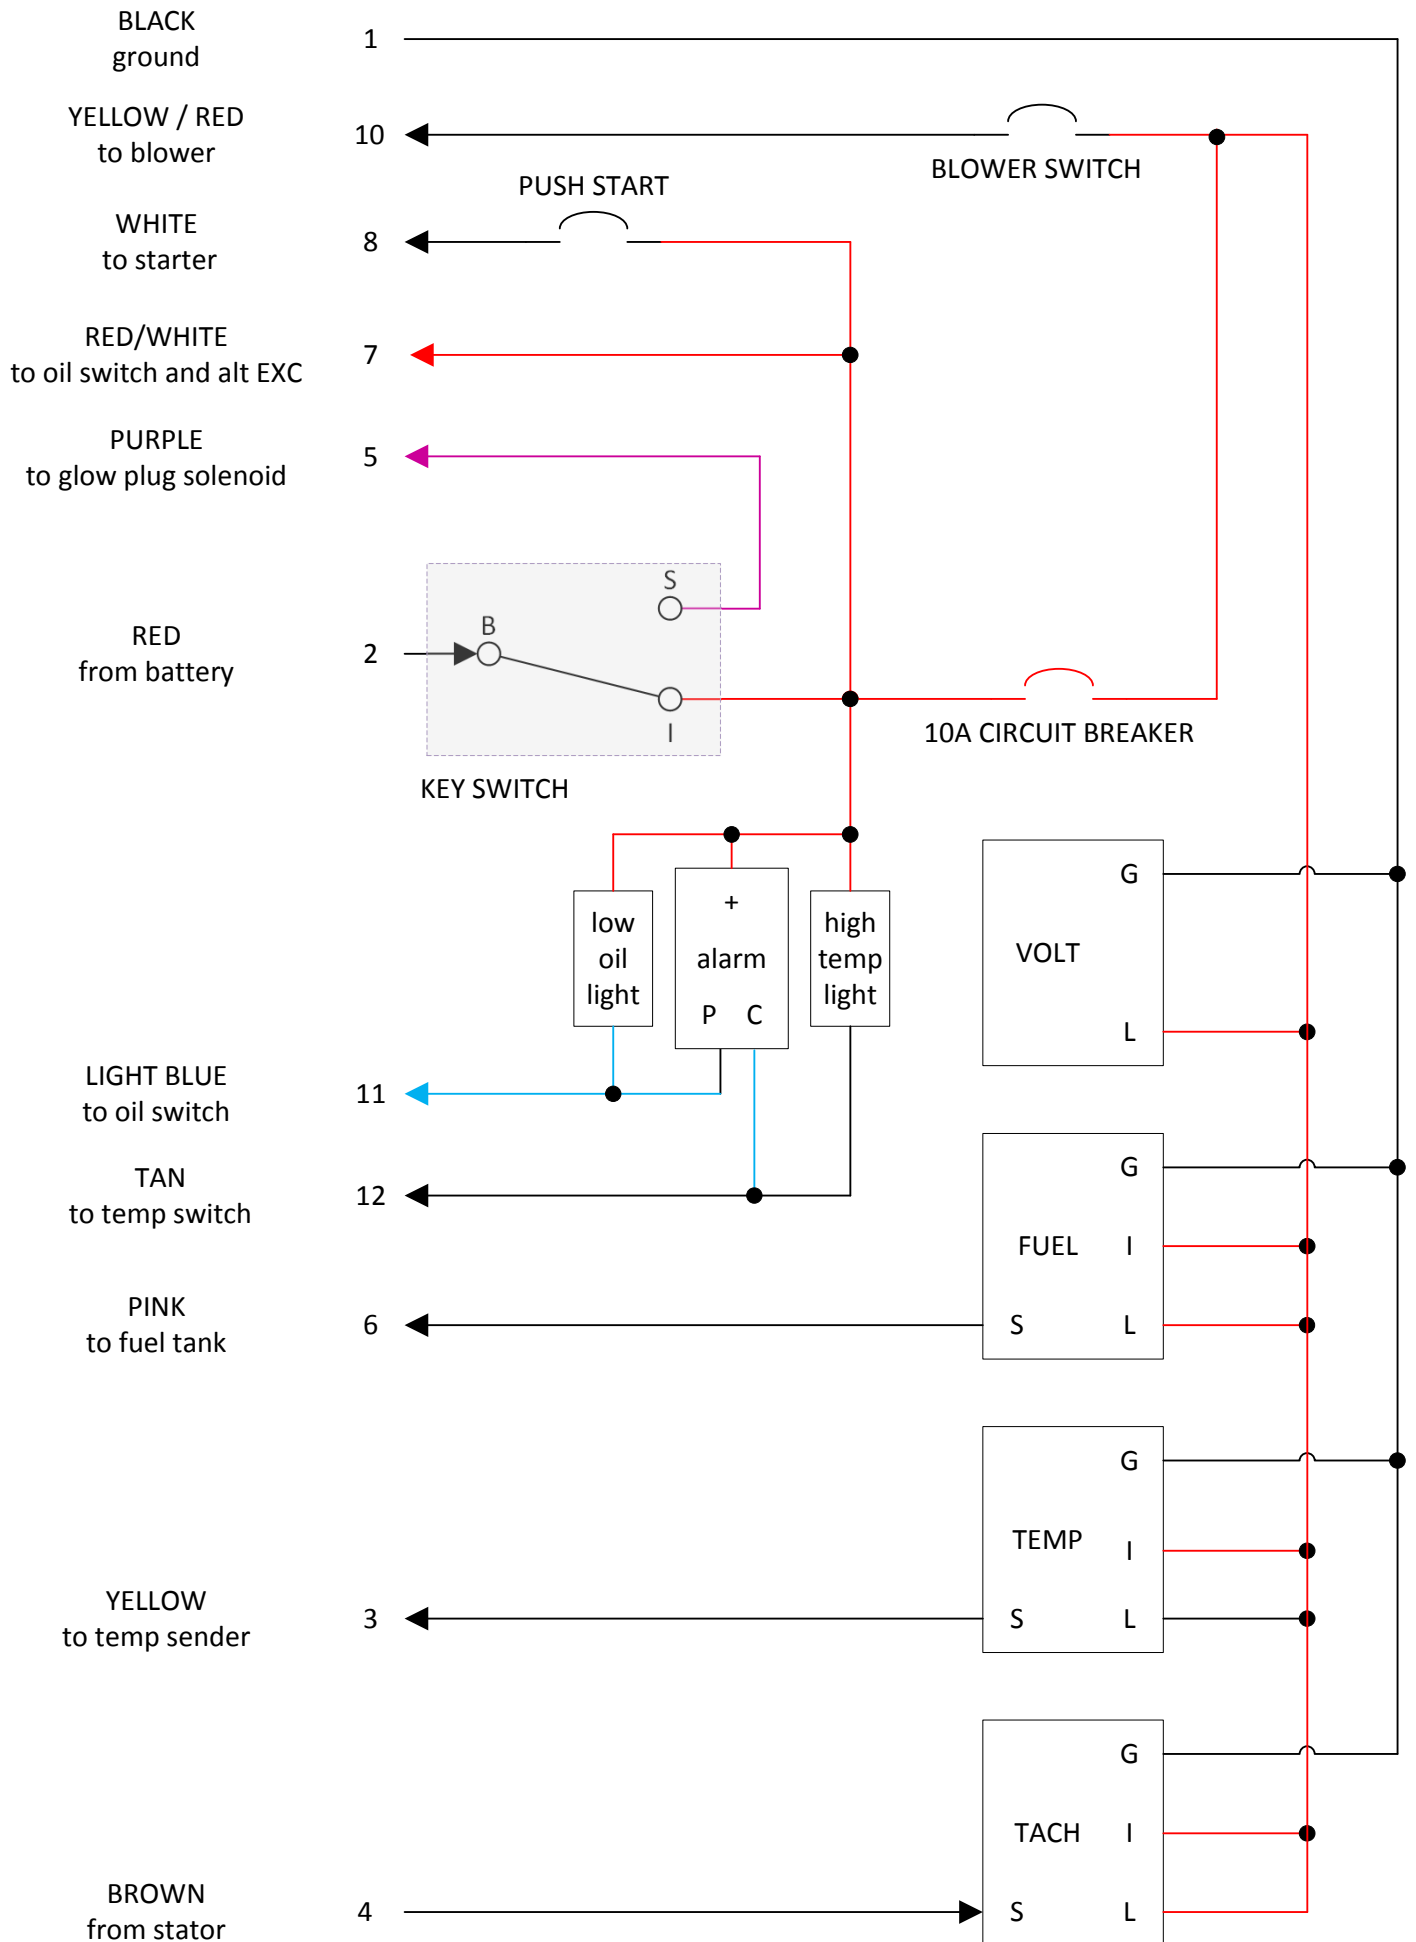 BLACK
ground
1
YELLOW / RED
to blower
10
BLOWER SWITCH
PUSH START
WHITE
to starter
8
RED/WHITE
to oil switch and alt EXC
7
PURPLE
to glow plug solenoid
5
S
B
RED
from battery
2
I
10A CIRCUIT BREAKER
KEY SWITCH
low
oil
light
+
alarm
P C
high
temp
light
G
VOLT
L
LIGHT BLUE
to oil switch
11
TAN
to temp switch
12
G
FUEL I
S L
PINK
to fuel tank
6
G
TEMP I
S L
YELLOW
to temp sender
3
G
TACH I
S L
BROWN
from stator
4